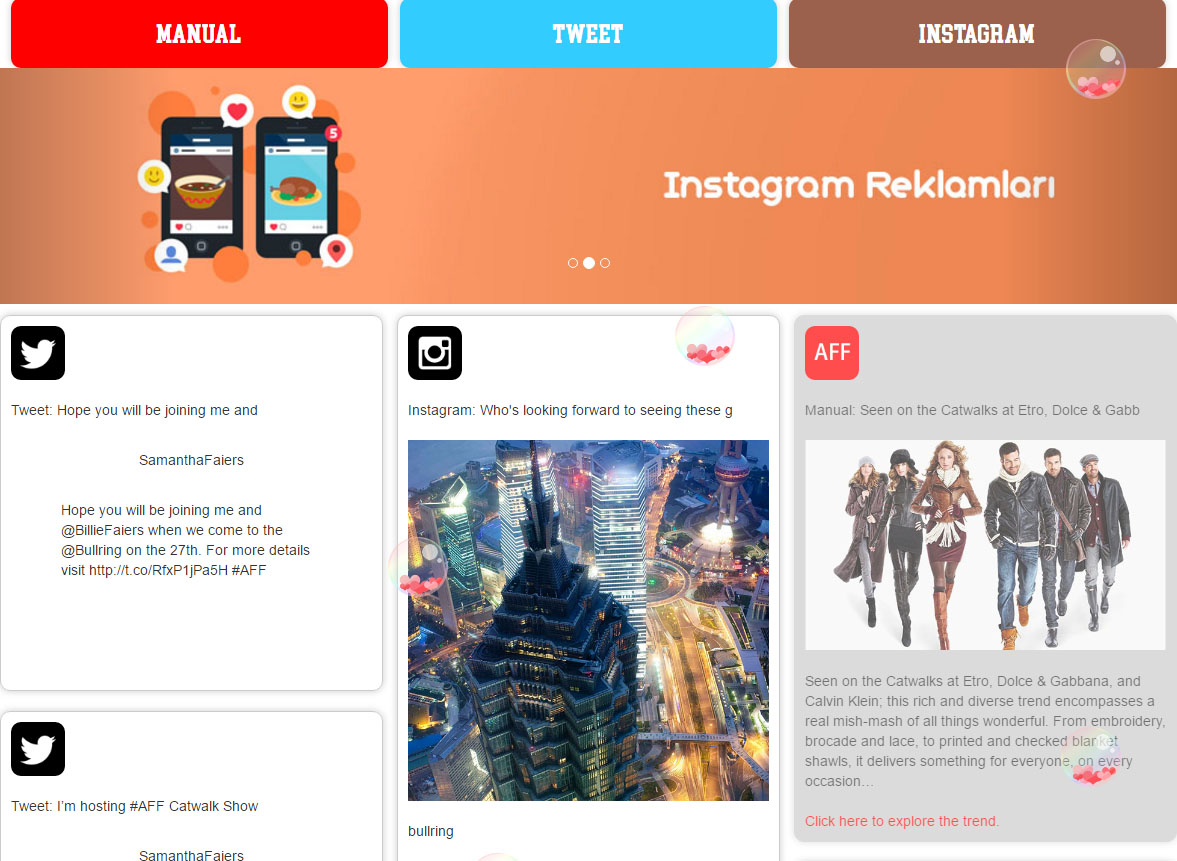 MANUAL
TWEET
INSTAGRAM
5
Instagram Reklamları
Tweet: Hope you will be joining me and
SamanthaFaiers
Hope you will be joining me and
@BillieFaiers when we come to the
@Bullring on the 27th. For more details
visit http://t.co/RfxP1jPa5H #AFF
Tweet: I'm hosting #AFF Catwalk Show
SamanthaFaiers
Instagram: Who's looking forward to seeing these g
bullring
AFF
Manual: Seen on the Catwalks at Etro, Dolce & Gabb
Seen on the Catwalks at Etro, Dolce & Gabbana, and
Calvin Klein; this rich and diverse trend encompasses a
real mish-mash of all things wonderful. From embroidery,
brocade and lace, to printed and checked blanket
shawls, it delivers something for everyone, on every
occasion…
Click here to explore the trend.